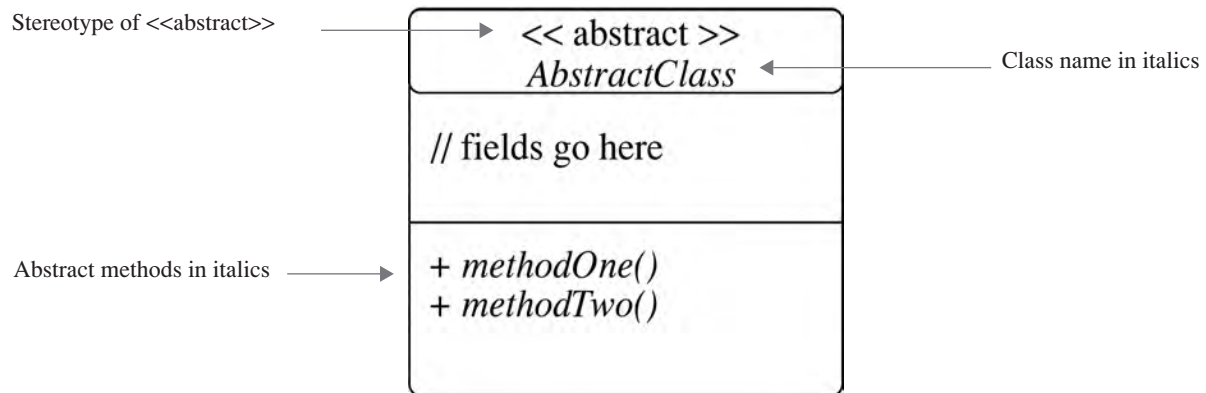 Stereotype of <<abstract>>
<< abstract >>
AbstractClass
Class name in italics
// fields go here
Abstract methods in italics
+ methodOne()
+ methodTwo()